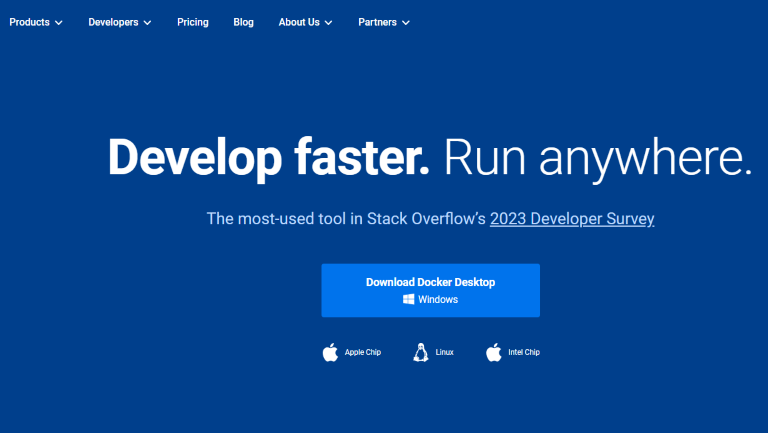 Products Developers Pricing Blog About Us Partners
Develop faster. Run anywhere.
The most-used tool in Stack Overflow's 2023 Developer Survey
Download Docker Desktop
Windows
Apple Chip Linux Intel Chip